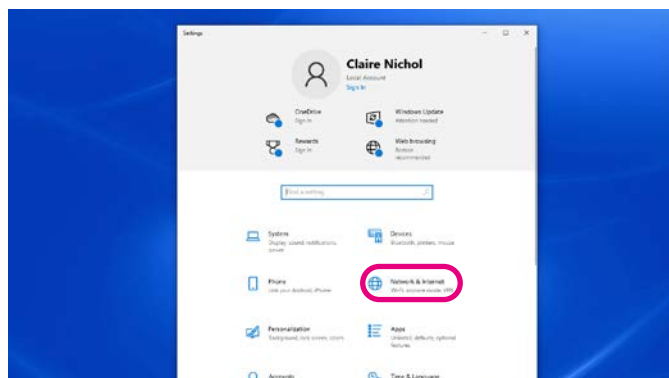 Settings
Claire Nichol
Local Account
Sign in
OneDrive
Sign in
Windows Update
Attention needed
Rewards
Sign in
Web browsing
Restore
recommended
Find a setting
System
Display, sound, notifications,
power
Devices
Bluetooth, printers, mouse
Phone
Link your Android, iPhone
Network & Internet
Wi-Fi, airplane mode, VPN
Personalization
Background, lock screen, colors
Apps
Uninstall, defaults, optional
features
Accounts
Time & Language